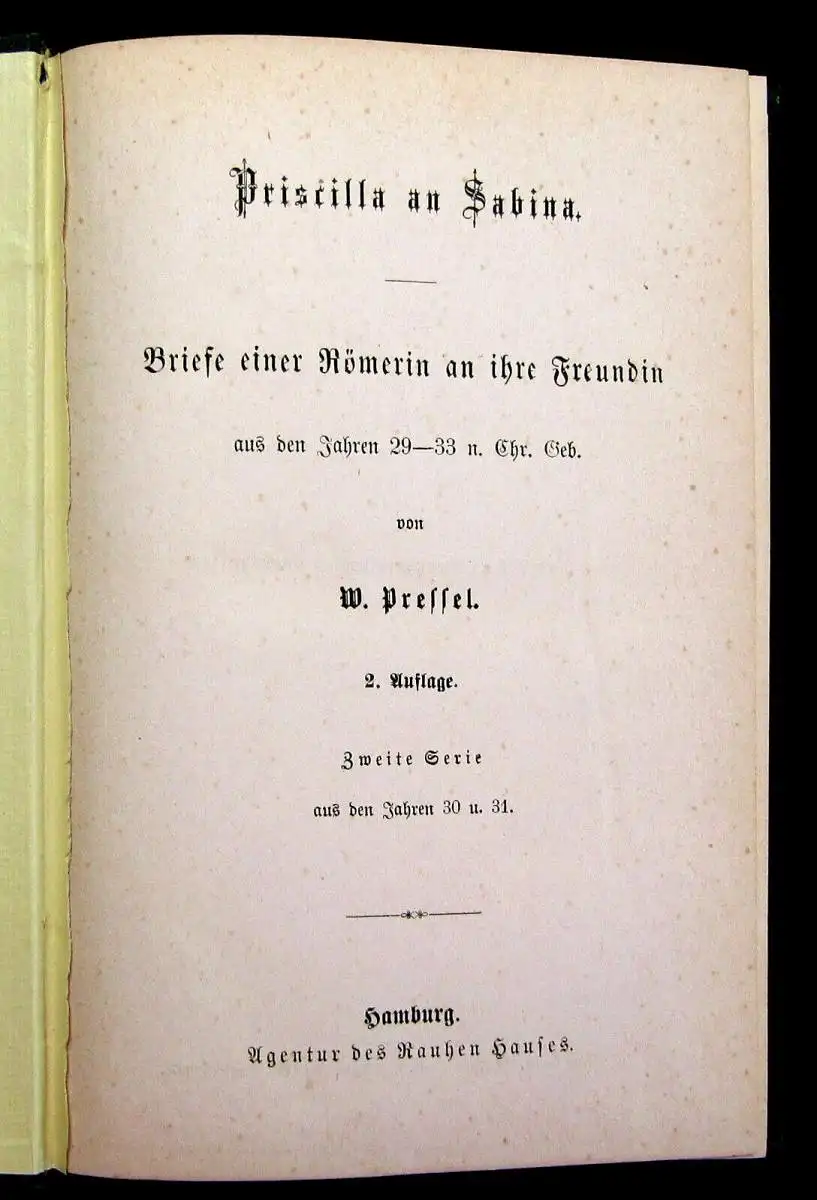 Priscilla an Sabina.
Briefe einer Römerin an ihre Freundin
aus den Jahren 29—33 n. Chr. Geb.
von
W. Pressel.
2. Auflage.
Zweite Serie
aus den Jahren 30 u. 31.
Hamburg.
Agentur des Rauhen Hauses.